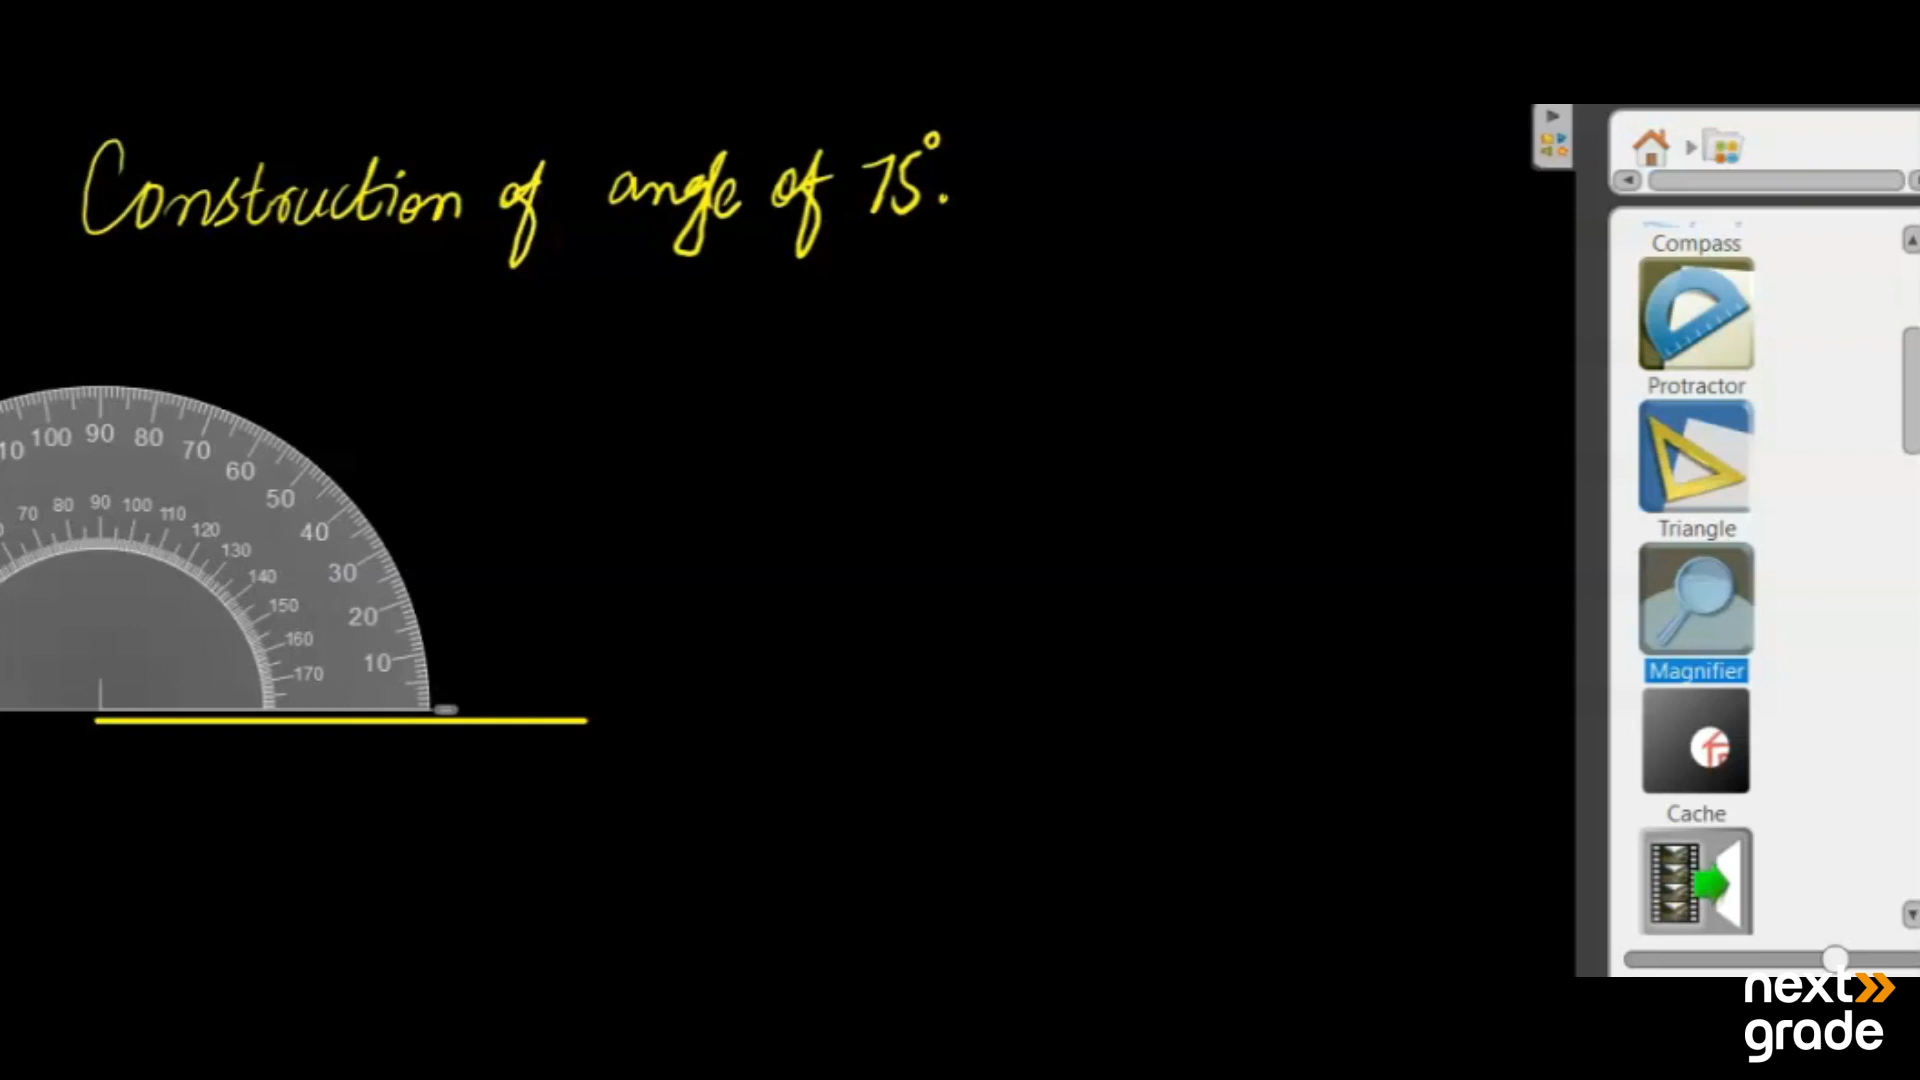 Construction of angle of 75°.
Compass
Protractor
Triangle
Magnifier
Cache
10 100 90 80 70 60 50 40 30 20 10
0 70 80 90 100 110 120 130 140 150 160 170
next
grade